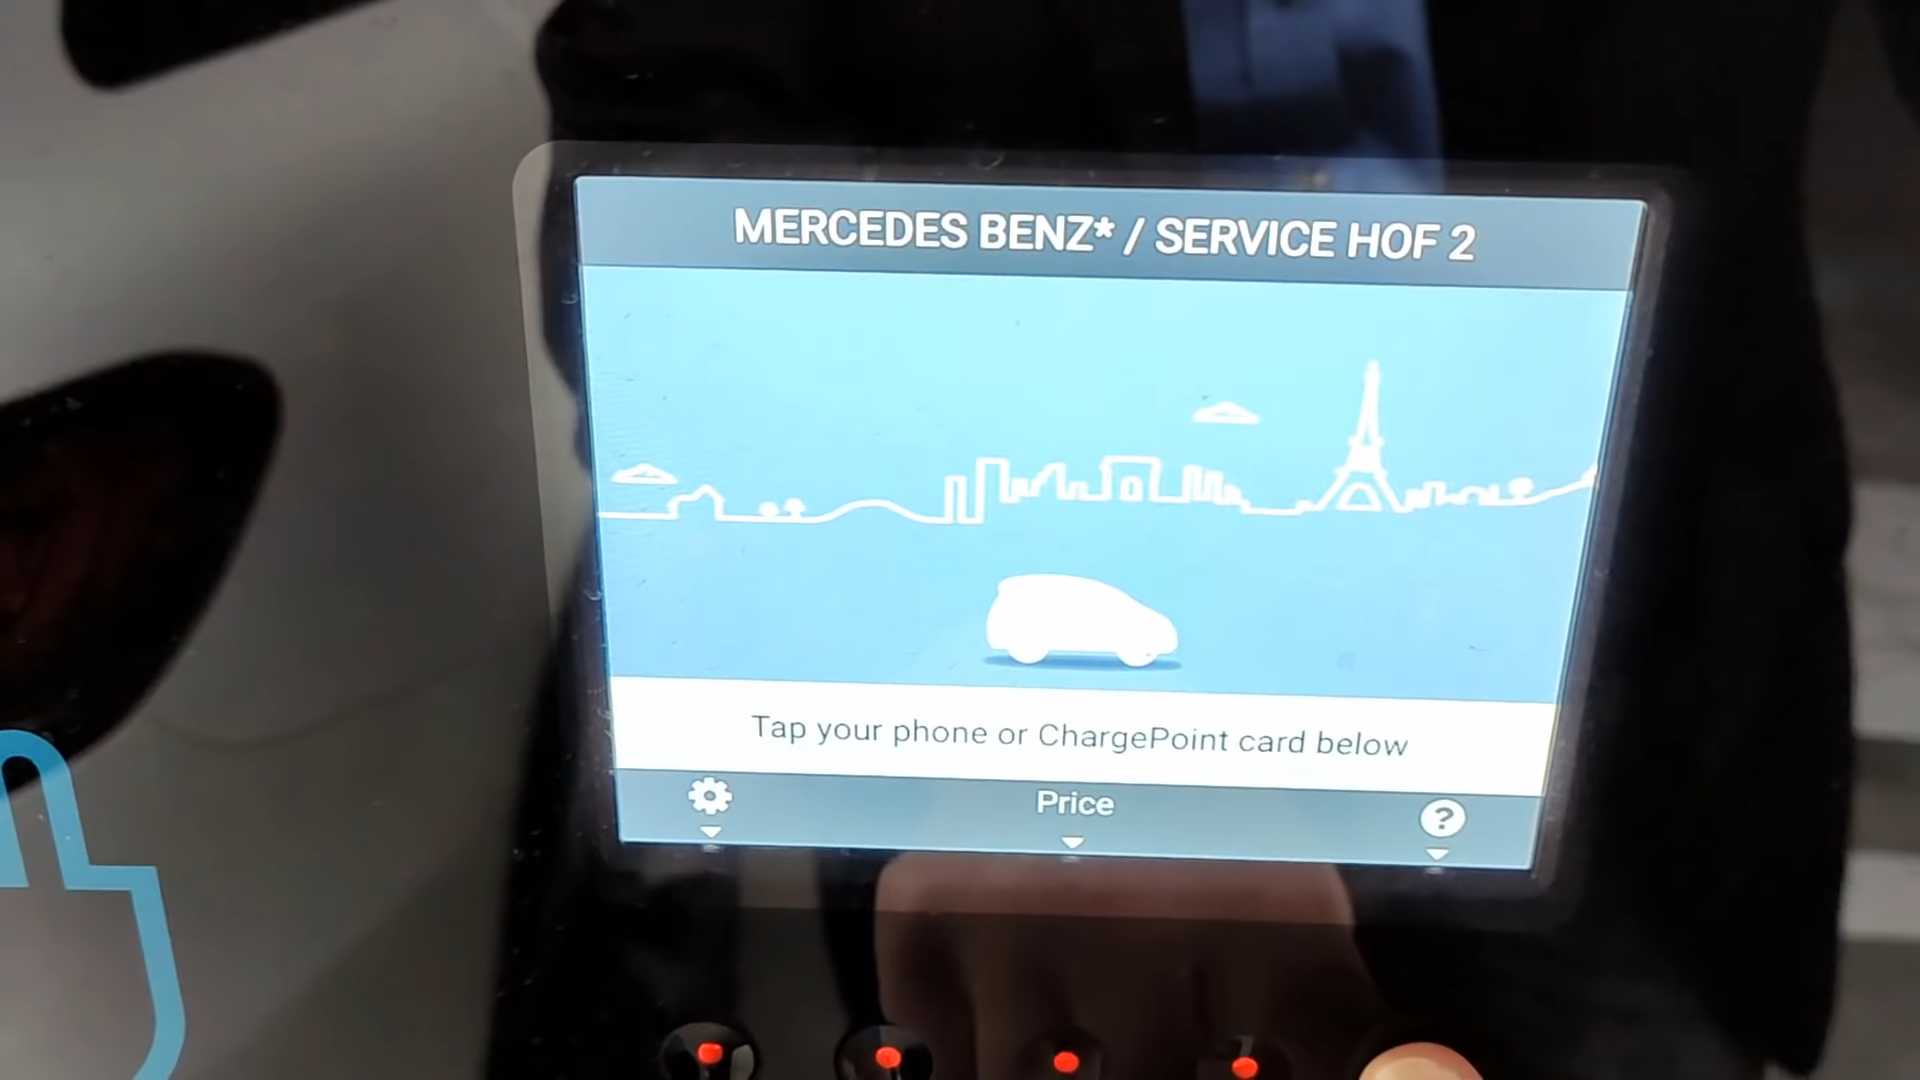 MERCEDES BENZ* / SERVICE HOF 2
Tap your phone or ChargePoint card below
Price
?